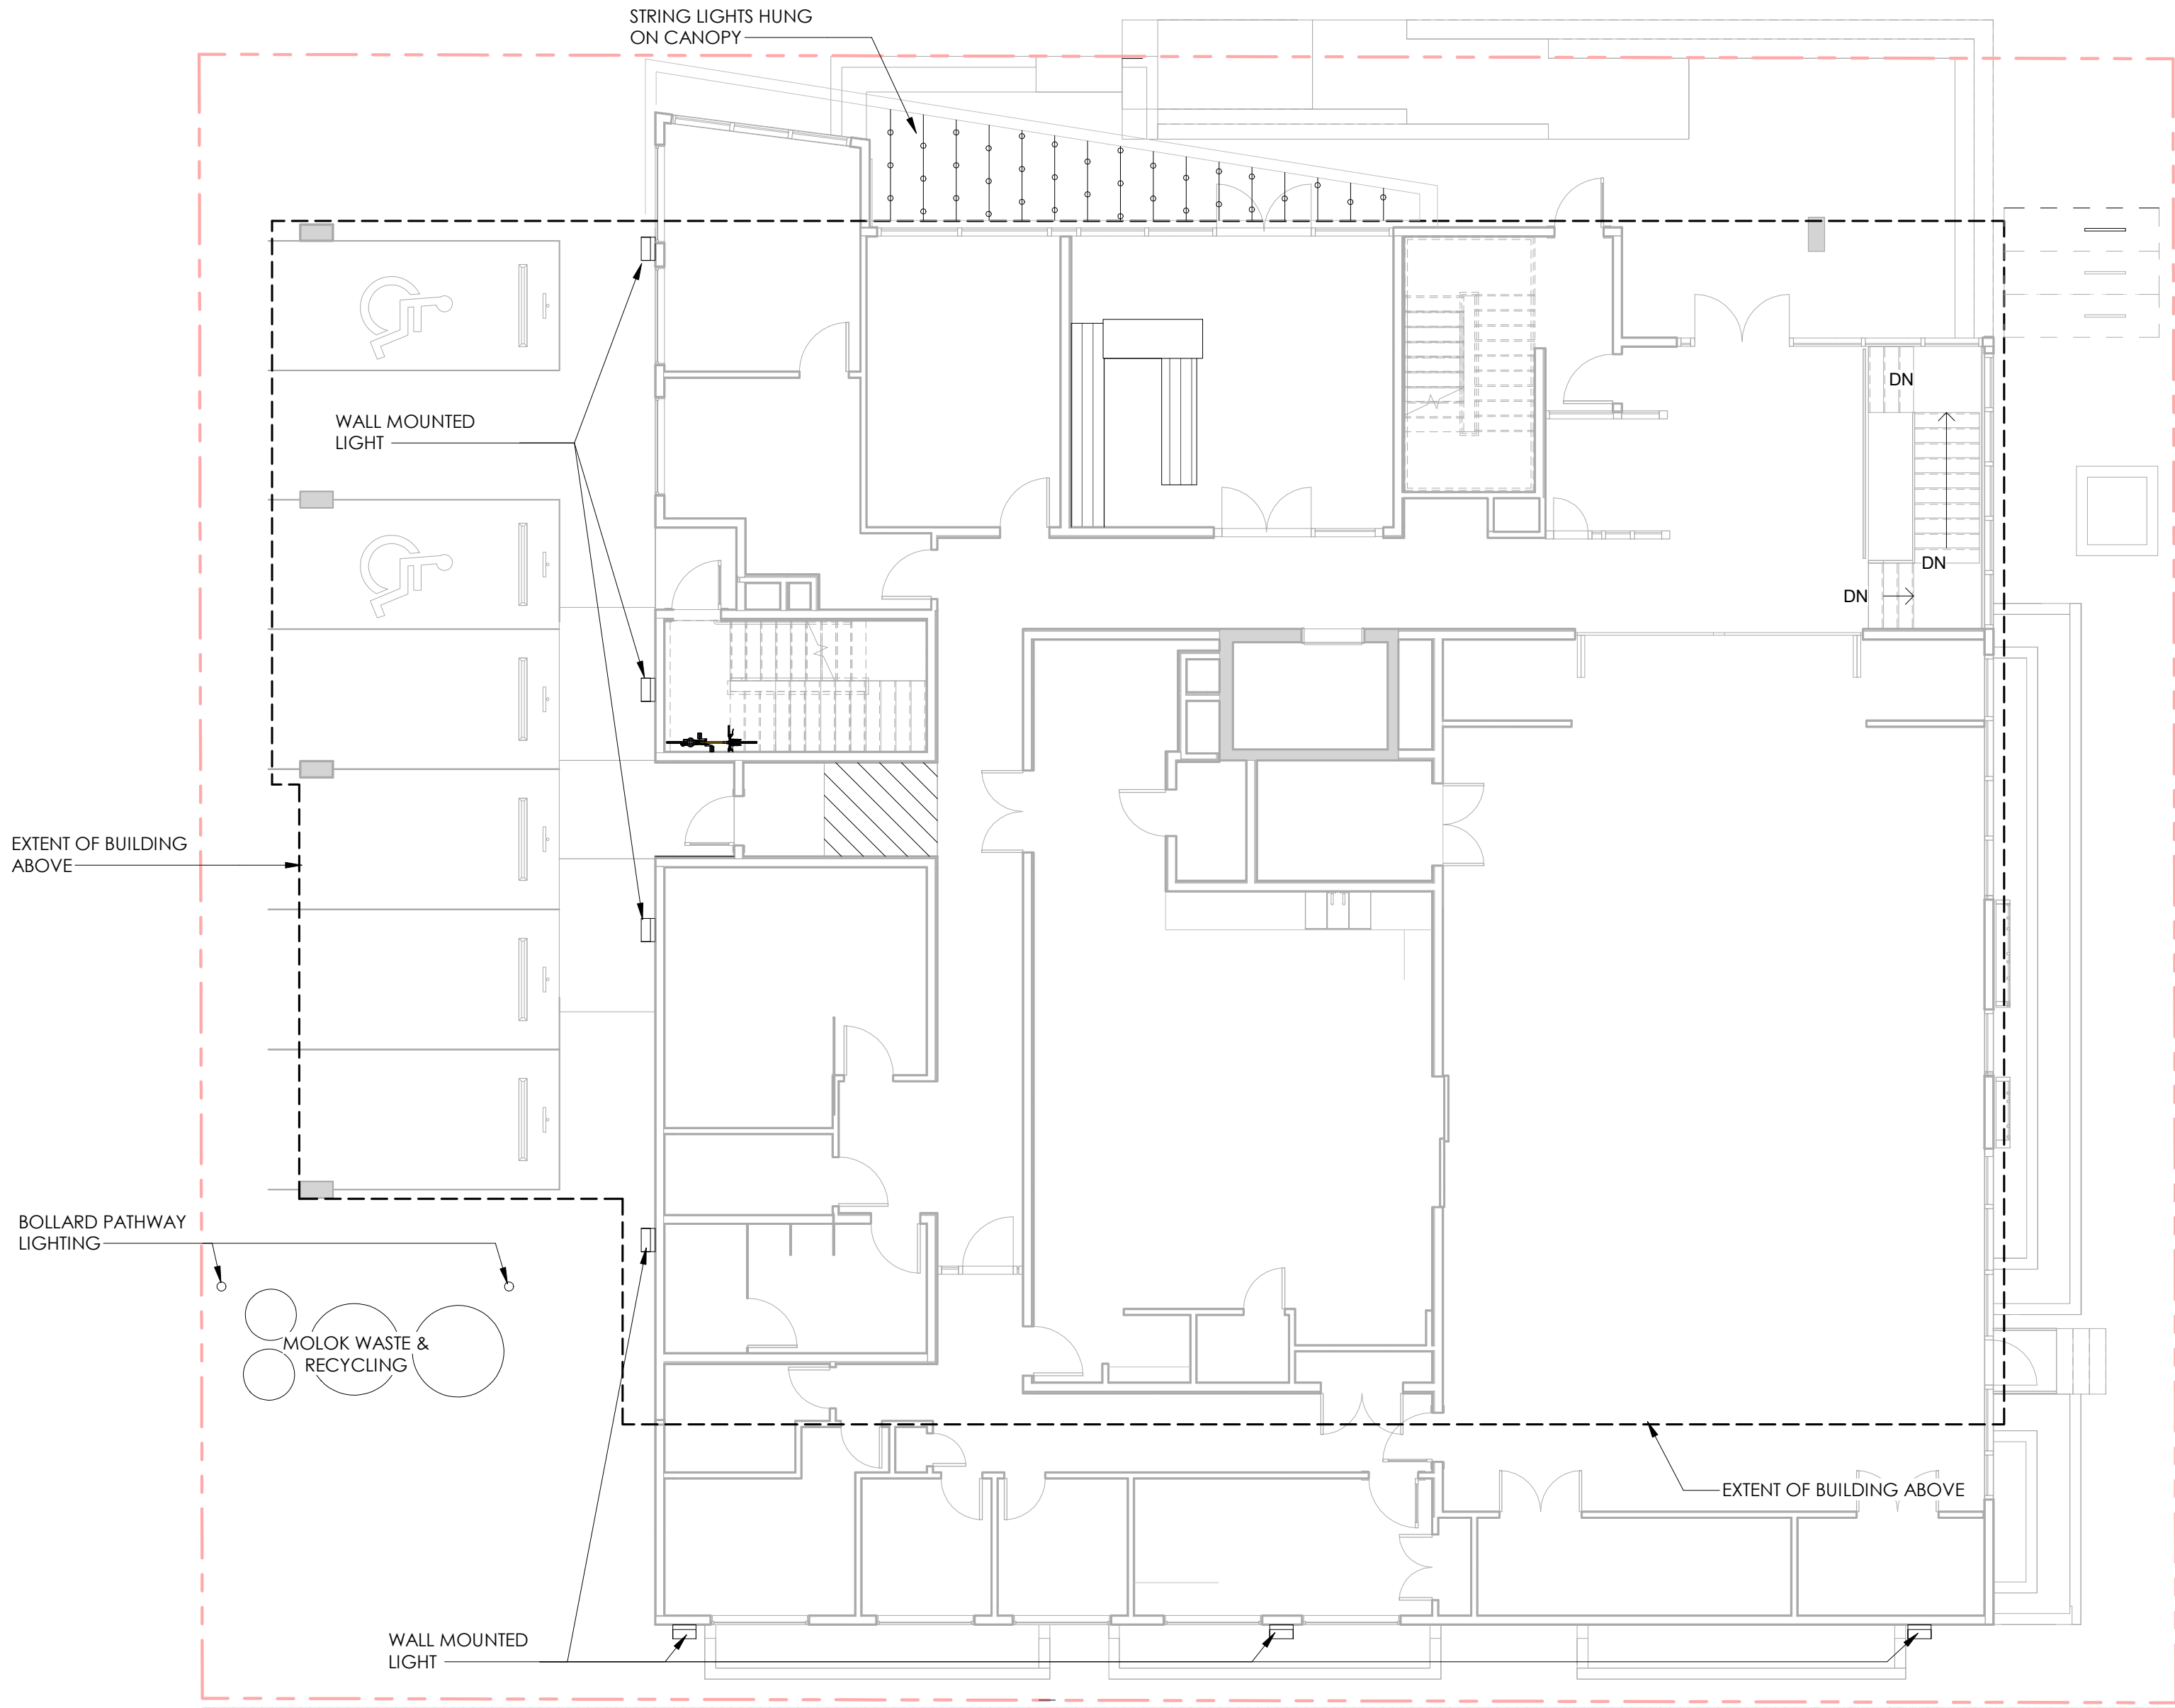 STRING LIGHTS HUNG
ON CANOPY
DN
WALL MOUNTED
LIGHT
DN
DN
EXTENT OF BUILDING
ABOVE
BOLLARD PATHWAY
LIGHTING
MOLOK WASTE &
RECYCLING
EXTENT OF BUILDING ABOVE
WALL MOUNTED
LIGHT